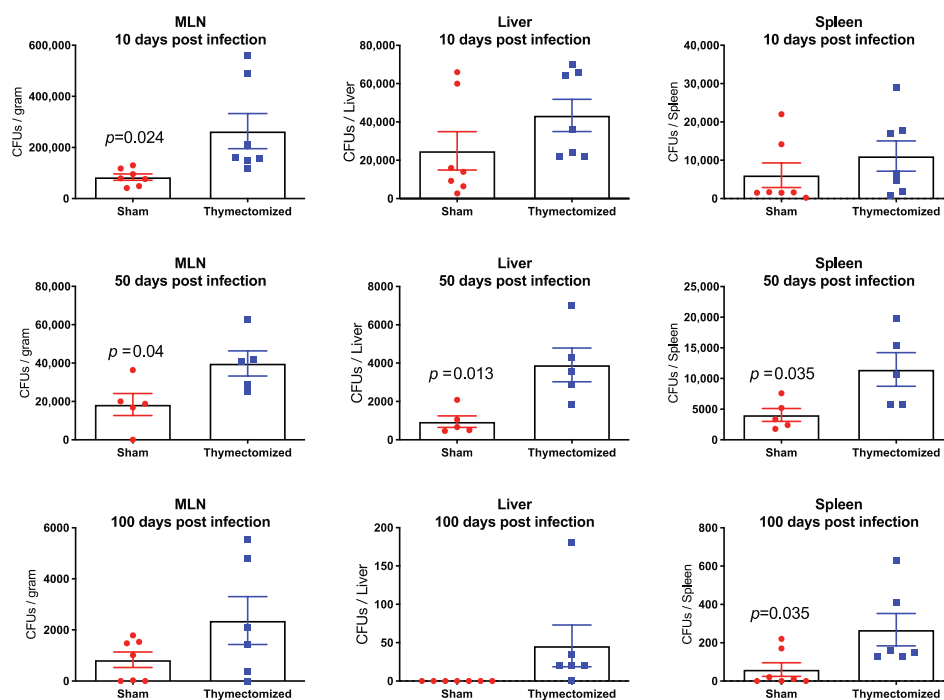 MLN
10 days post infection
600,000
400,000
200,000
0
CFUs / gram
p=0.024
Sham
Thymectomized
Liver
10 days post infection
80,000
60,000
40,000
20,000
0
CFUs / Liver
Sham
Thymectomized
Spleen
10 days post infection
40,000
30,000
20,000
10,000
0
CFUs / Spleen
Sham
Thymectomized
MLN
50 days post infection
80,000
60,000
40,000
20,000
0
CFUs / gram
p =0.04
Sham
Thymectomized
Liver
50 days post infection
8000
6000
4000
2000
0
CFUs / Liver
p =0.013
Sham
Thymectomized
Spleen
50 days post infection
25,000
20,000
15,000
10,000
5000
0
CFUs / Spleen
p =0.035
Sham
Thymectomized
MLN
100 days post infection
6000
4000
2000
0
CFUs / gram
Sham
Thymectomized
Liver
100 days post infection
200
150
100
50
0
CFUs / Liver
Sham
Thymectomized
Spleen
100 days post infection
800
600
400
200
0
CFUs / Spleen
p=0.035
Sham
Thymectomized